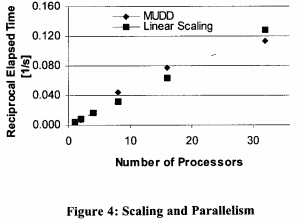 Reciprocal Elapsed Time
[1/s]
0.160
0.120
0.080
0.040
0.000
MUDD
Linear Scaling
0
10
20
30
Number of Processors
Figure 4: Scaling and Parallelism